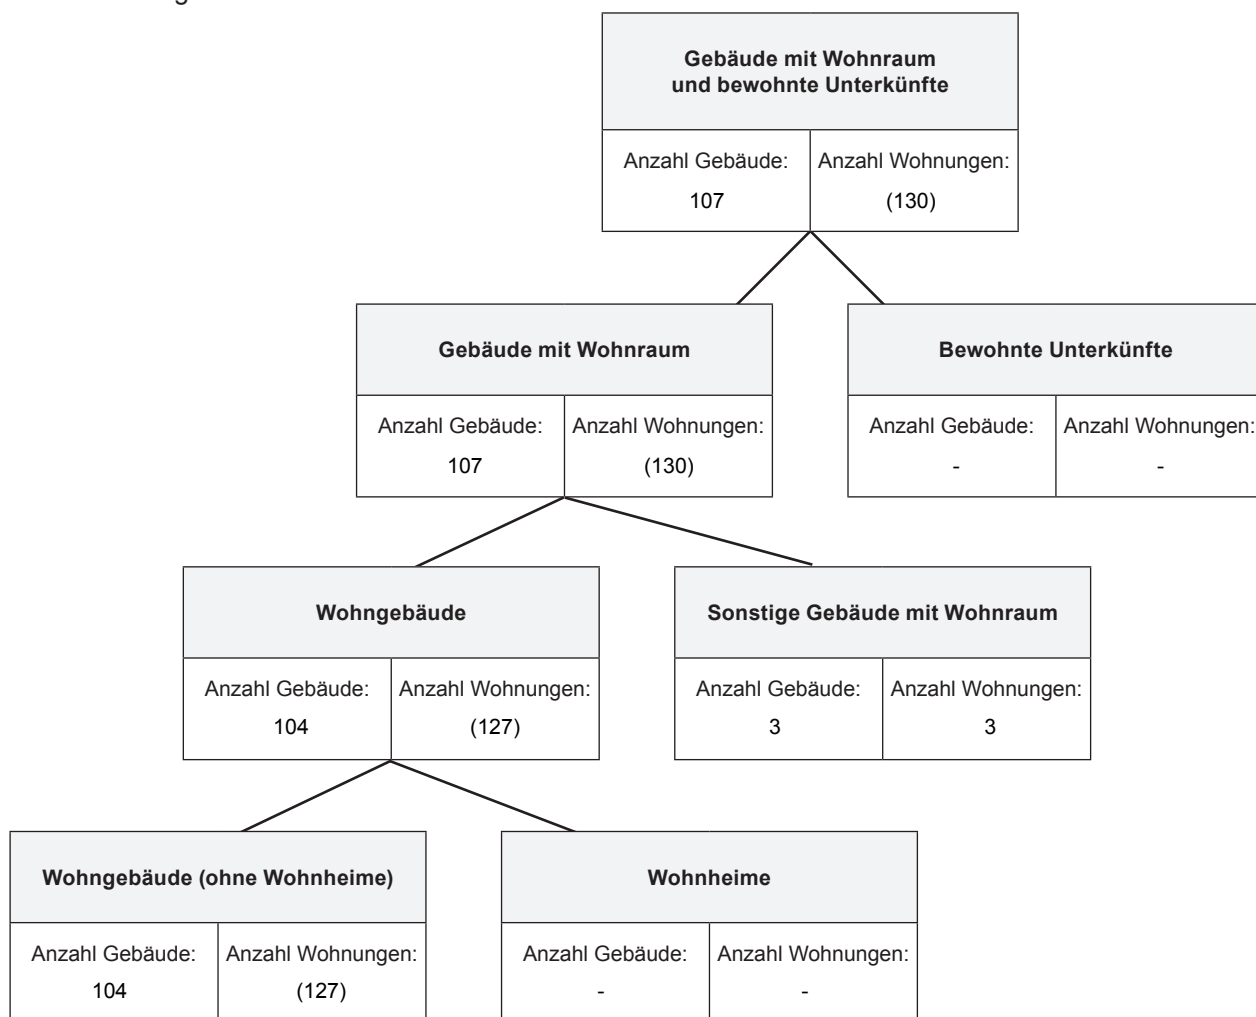 Gebäude mit Wohnraum
und bewohnte Unterkünfte
Anzahl Gebäude: Anzahl Wohnungen:
107 (130)
Gebäude mit Wohnraum
Anzahl Gebäude: Anzahl Wohnungen:
107 (130)
Bewohnte Unterkünfte
Anzahl Gebäude: Anzahl Wohnungen:
- -
Wohngebäude
Anzahl Gebäude: Anzahl Wohnungen:
104 (127)
Sonstige Gebäude mit Wohnraum
Anzahl Gebäude: Anzahl Wohnungen:
3 3
Wohngebäude (ohne Wohnheime)
Anzahl Gebäude: Anzahl Wohnungen:
104 (127)
Wohnheime
Anzahl Gebäude: Anzahl Wohnungen:
- -